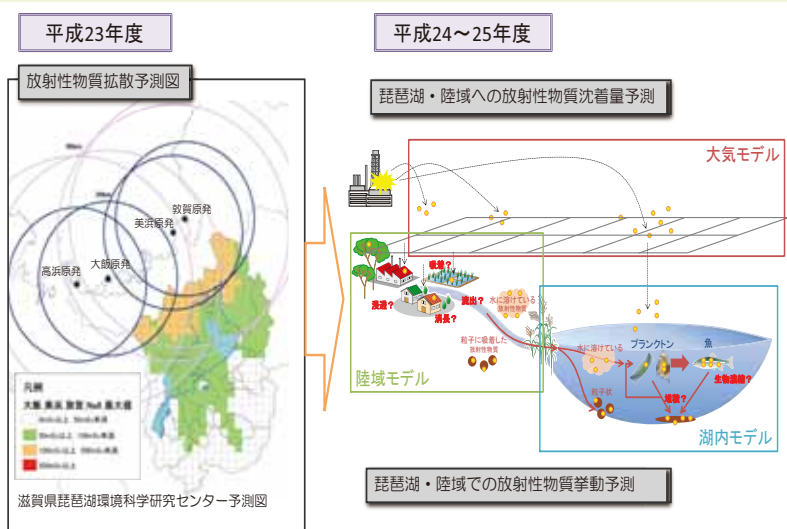 平成23年度
平成24～25年度
放射性物質拡散予測図
琵琶湖・陸域への放射性物質沈着量予測
大気モデル
敦賀原発
美浜原発
大飯原発
高浜原発
吸着?
浸透?
消長?
流出?
水に溶けている
放射性物質
粒子に吸着した
放射性物質
陸域モデル
水に溶けている
プランクトン
魚
生物濃縮?
堆積?
粒子状
湖内モデル
凡例
滋賀県琵琶湖環境科学研究センター予測図
琵琶湖・陸域での放射性物質挙動予測